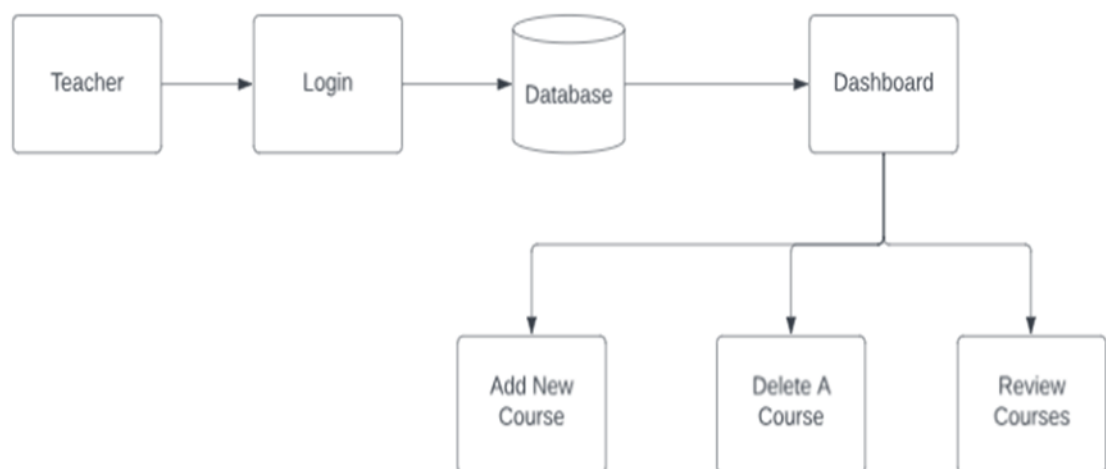 Teacher
Login
Database
Dashboard
Add New
Course
Delete A
Course
Review
Courses